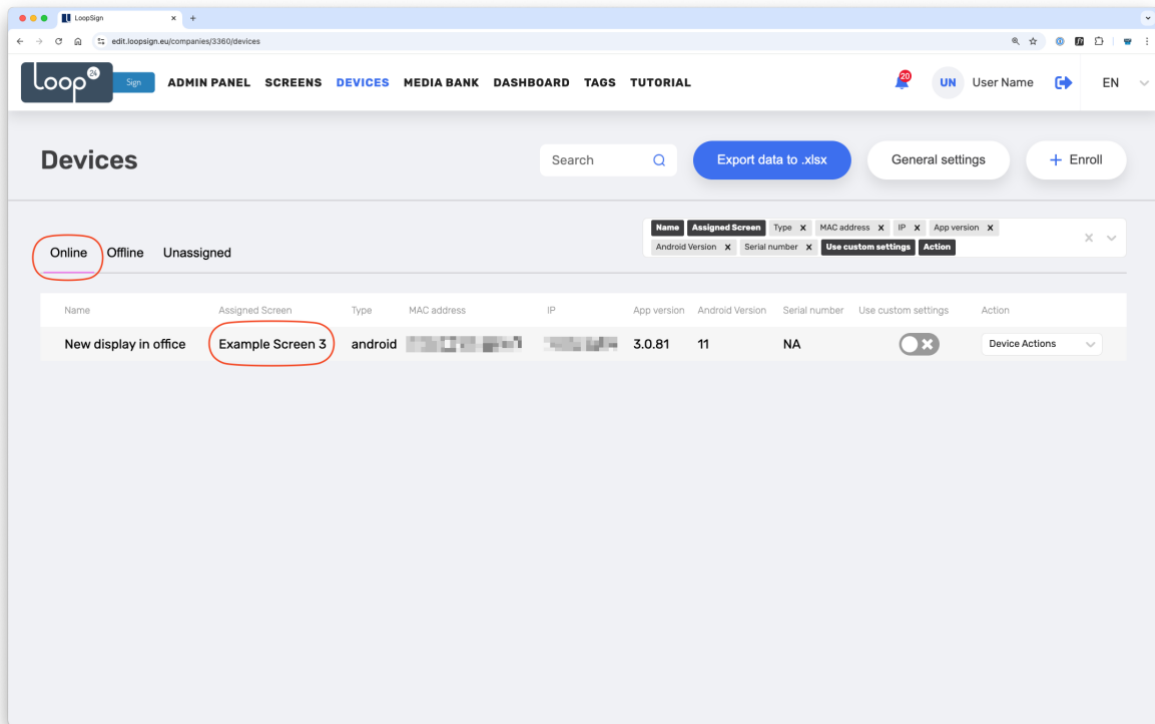 LoopSign
edit.loopsign.eu/companies/3360/devices
Loop 24 Sign ADMIN PANEL SCREENS DEVICES MEDIA BANK DASHBOARD TAGS TUTORIAL 20 UN User Name EN
Devices Search Export data to .xlsx General settings + Enroll
Name Assigned Screen Type x MAC address x IP x App version x
Online Offline Unassigned
Android Version x Serial number x Use custom settings Action
Name Assigned Screen Type MAC address IP App version Android Version Serial number Use custom settings Action
New display in office Example Screen 3 android 3.0.81 11 NA Device Actions